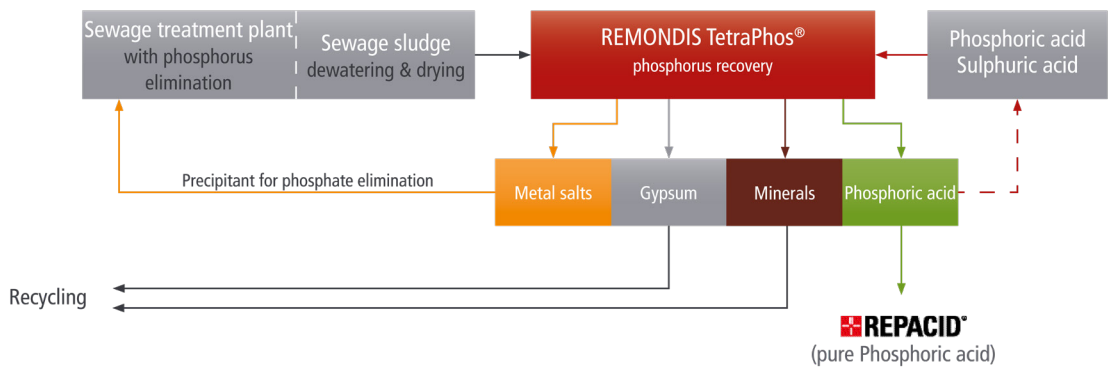 Sewage treatment plant
with phosphorus
elimination
Sewage sludge
dewatering & drying
REMONDIS TetraPhos®
phosphorus recovery
Phosphoric acid
Sulphuric acid
Precipitant for phosphate elimination
Metal salts
Gypsum
Minerals
Phosphoric acid
Recycling
REPACID®
(pure Phosphoric acid)